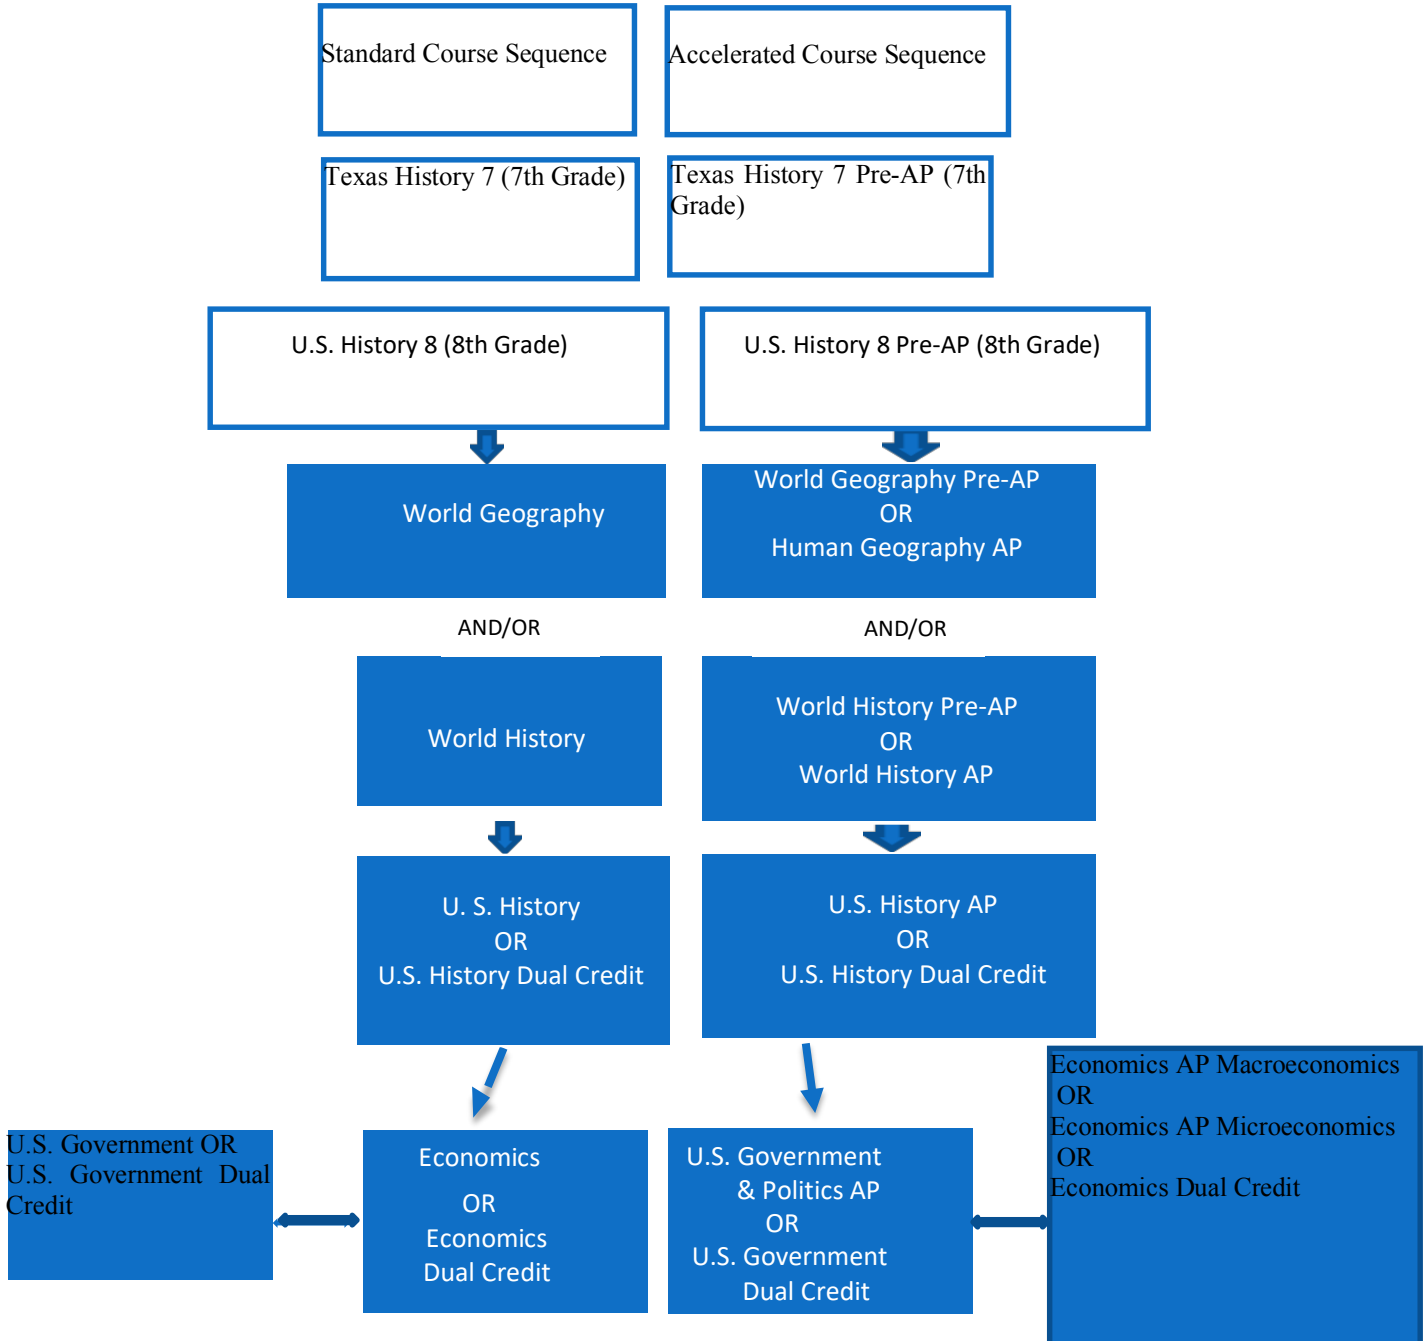 Standard Course Sequence
Accelerated Course Sequence
Texas History 7 (7th Grade)
Texas History 7 Pre-AP (7th
Grade)
U.S. History 8 (8th Grade)
U.S. History 8 Pre-AP (8th Grade)
World Geography
World Geography Pre-AP
OR
Human Geography AP
AND/OR
AND/OR
World History
World History Pre-AP
OR
World History AP
U. S. History
OR
U.S. History Dual Credit
U.S. History AP
OR
U.S. History Dual Credit
U.S. Government OR
U.S. Government Dual
Credit
Economics
OR
Economics
Dual Credit
U.S. Government
& Politics AP
OR
U.S. Government
Dual Credit
Economics AP Macroeconomics
OR
Economics AP Microeconomics
OR
Economics Dual Credit